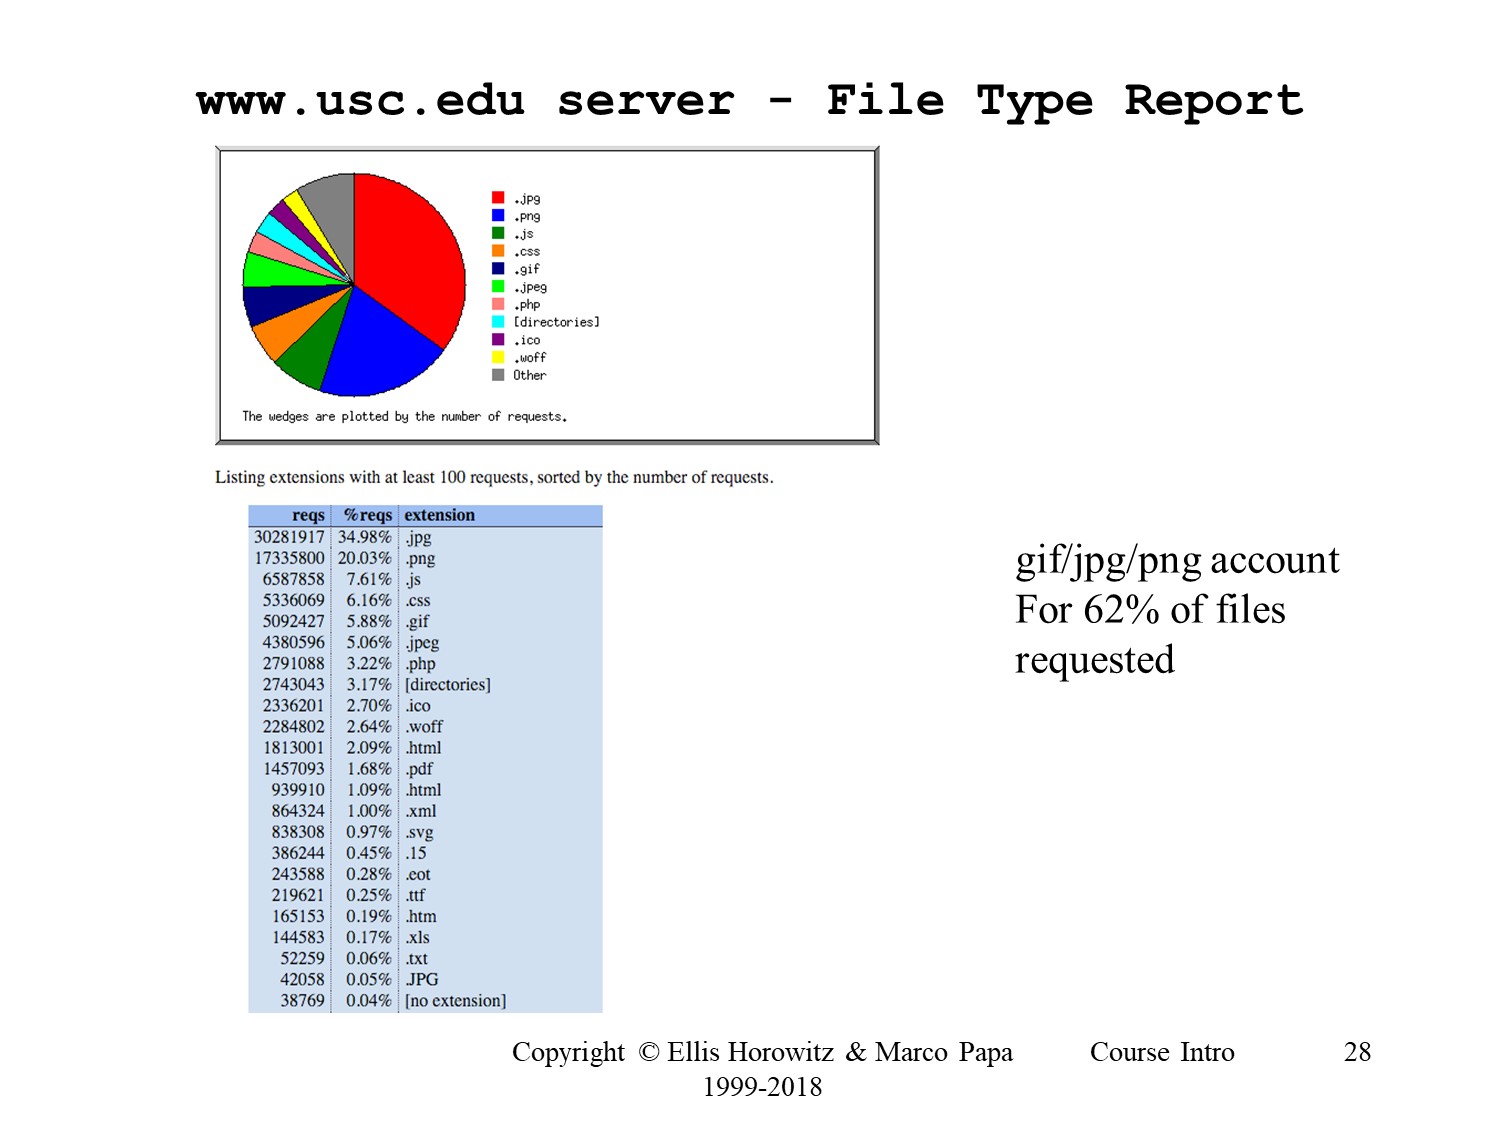 www.usc.edu server - File Type Report
.jpg
.png
.js
.css
.gif
.jpeg
.php
[directories]
.ico
.woff
Other
The wedges are plotted by the number of requests.
Listing extensions with at least 100 requests, sorted by the number of requests.
reqs %reqs extension
30281917 34.98% .jpg
17335800 20.03% .png
6587858 7.61% .js
5336069 6.16% .css
5092427 5.88% .gif
4380596 5.06% .jpeg
2791088 3.22% .php
2743043 3.17% [directories]
2336201 2.70% .ico
2284802 2.64% .woff
1813001 2.09% .html
1457093 1.68% .pdf
939910 1.09% .html
864324 1.00% .xml
838308 0.97% .svg
386244 0.45% .15
243588 0.28% .eot
219621 0.25% .ttf
165153 0.19% .htm
144583 0.17% .xls
52259 0.06% .txt
42058 0.05% .JPG
38769 0.04% [no extension]
gif/jpg/png account
For 62% of files
requested
Copyright © Ellis Horowitz & Marco Papa
1999-2018
Course Intro
28